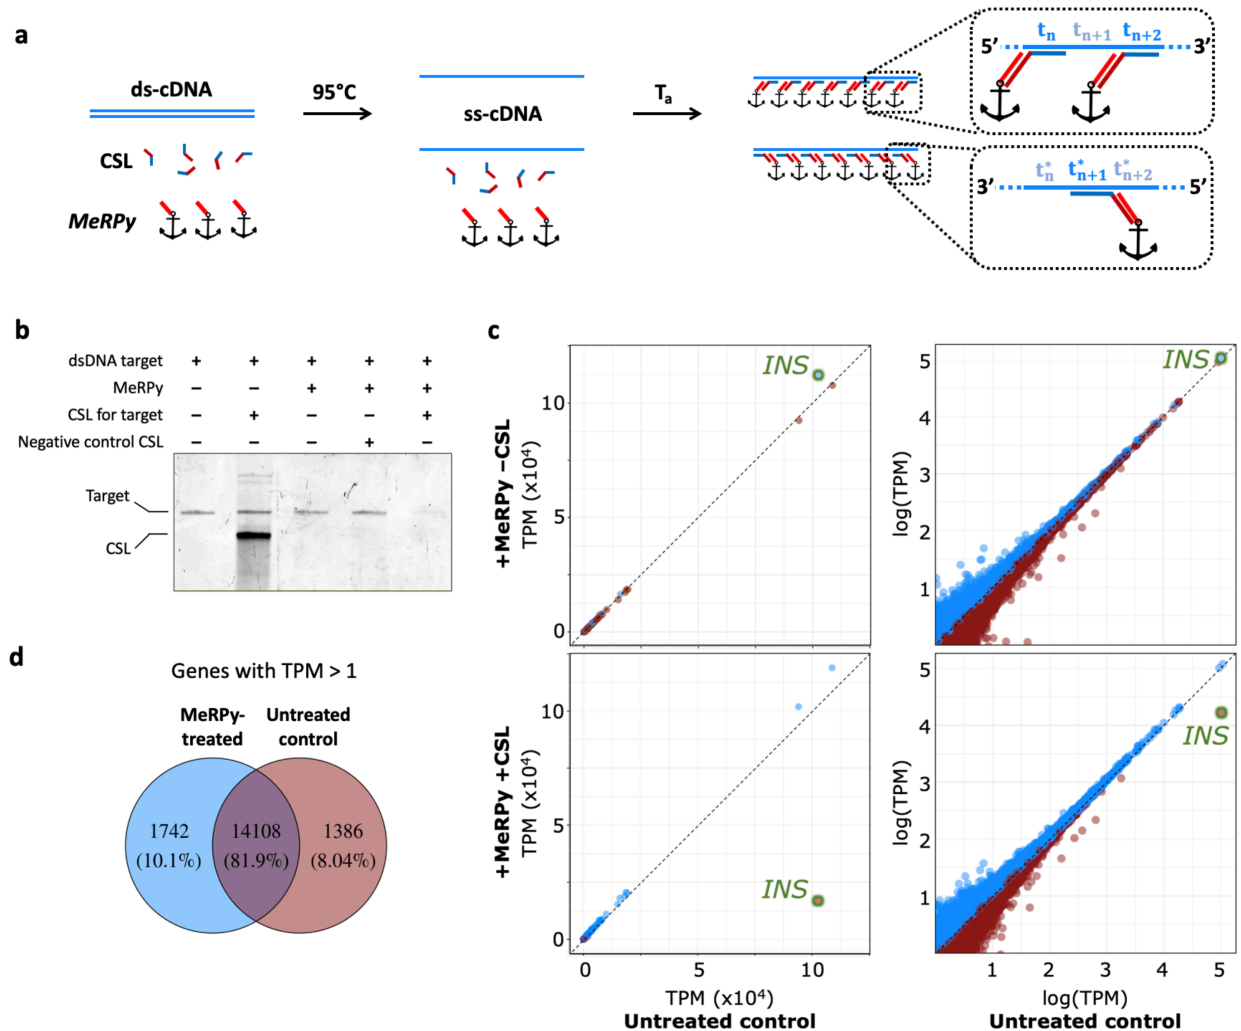 a
ds-cDNA
CSL
MeRPy
95°C
ss-cDNA
Ta
tn tn+1 tn+2
5’ 3’
t*n t*n+1 t*n+2
3’ 5’
b
dsDNA target + + + + +
MeRPy – – + + +
CSL for target – + – – +
Negative control CSL – – – + –
Target
CSL
c
+MeRPy –CSL
TPM (x10⁴)
10
5
0
INS
log(TPM)
5
4
3
2
1
INS
+MeRPy +CSL
TPM (x10⁴)
10
5
0
INS
0 5 10
TPM (x10⁴)
Untreated control
log(TPM)
5
4
3
2
1
INS
1 2 3 4 5
log(TPM)
Untreated control
d
Genes with TPM > 1
MeRPy-
treated
Untreated
control
1742
(10.1%)
14108
(81.9%)
1386
(8.04%)